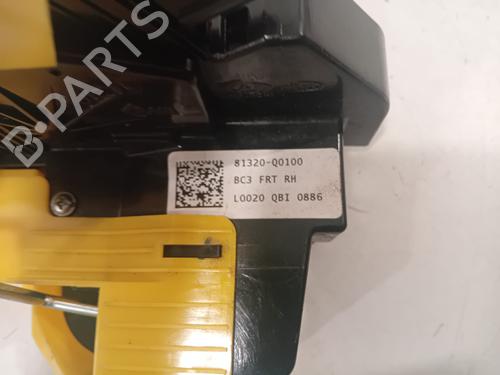 B-PARTS
81320-Q0100
BC3 FRT RH
L0020 QBI 0886